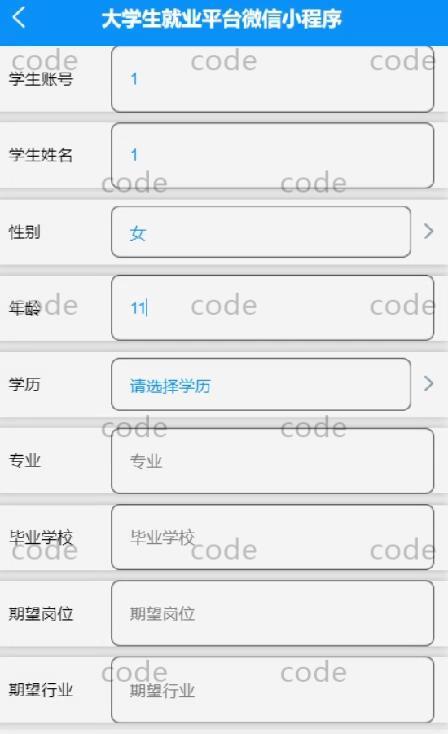 大学生就业平台微信小程序
code code code
学生账号 1
学生姓名 1
code code
性别 女
年龄 11
code code code
学历 请选择学历
code code
专业 专业
毕业学校 毕业学校
code code code
期望岗位 期望岗位
code code
期望行业 期望行业